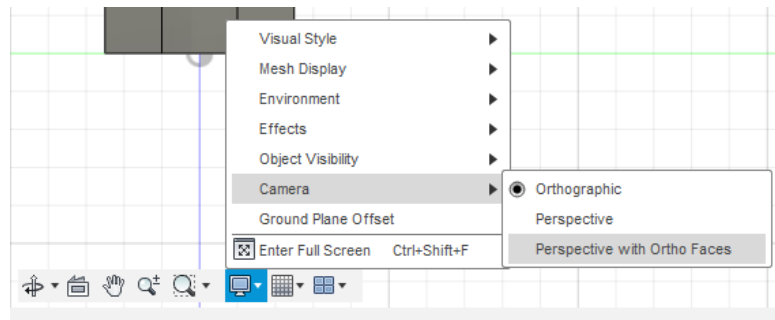 Visual Style
Mesh Display
Environment
Effects
Object Visibility
Camera
Ground Plane Offset
Enter Full Screen Ctrl+Shift+F
Orthographic
Perspective
Perspective with Ortho Faces